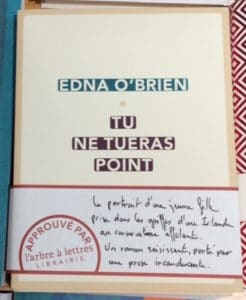 EDNA O'BRIEN
TU
NE TUERAS
POINT
APPROUVÉ PAR
l'arbre à lettres
LIBRAIRIE
Le portrait d'une jeune fille
prise dans les griffes d'une Irlande
au conservatisme affolant.
Un roman saisissant, porté par
une prose incandescente.